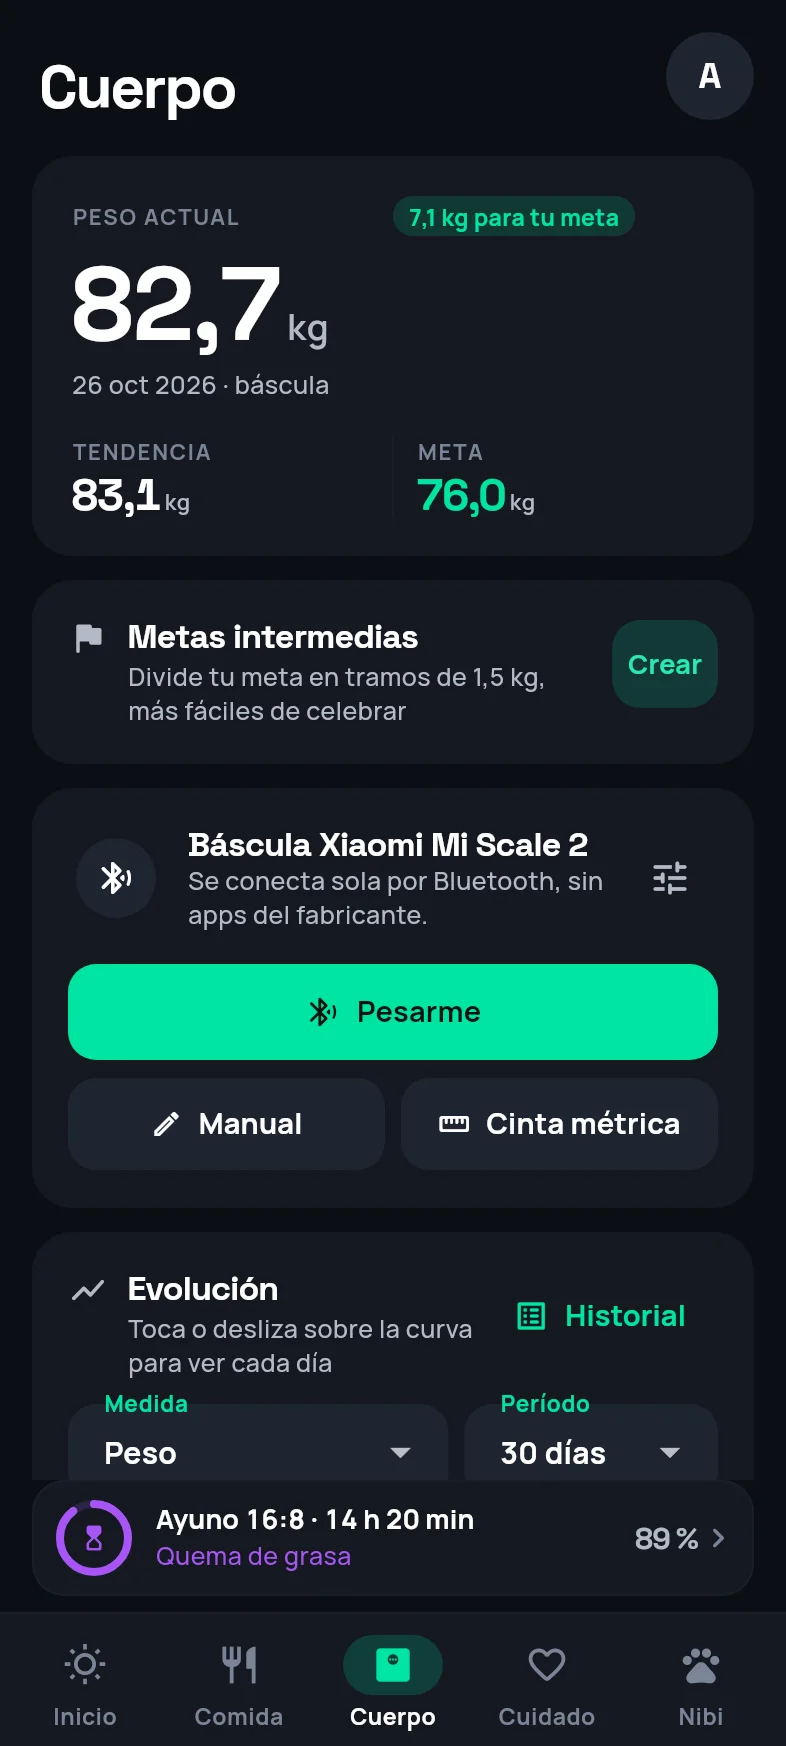 Cuerpo
A
PESO ACTUAL
7,1 kg para tu meta
82,7 kg
26 oct 2026 · báscula
TENDENCIA
83,1 kg
META
76,0 kg
Metas intermedias
Divide tu meta en tramos de 1,5 kg,
más fáciles de celebrar
Crear
Báscula Xiaomi Mi Scale 2
Se conecta sola por Bluetooth, sin
apps del fabricante.
Pesarme
Manual
Cinta métrica
Evolución
Toca o desliza sobre la curva
para ver cada día
Historial
Medida
Peso
Período
30 días
Ayuno 16:8 · 14 h 20 min
Quema de grasa
89 %
Inicio
Comida
Cuerpo
Cuidado
Nibi